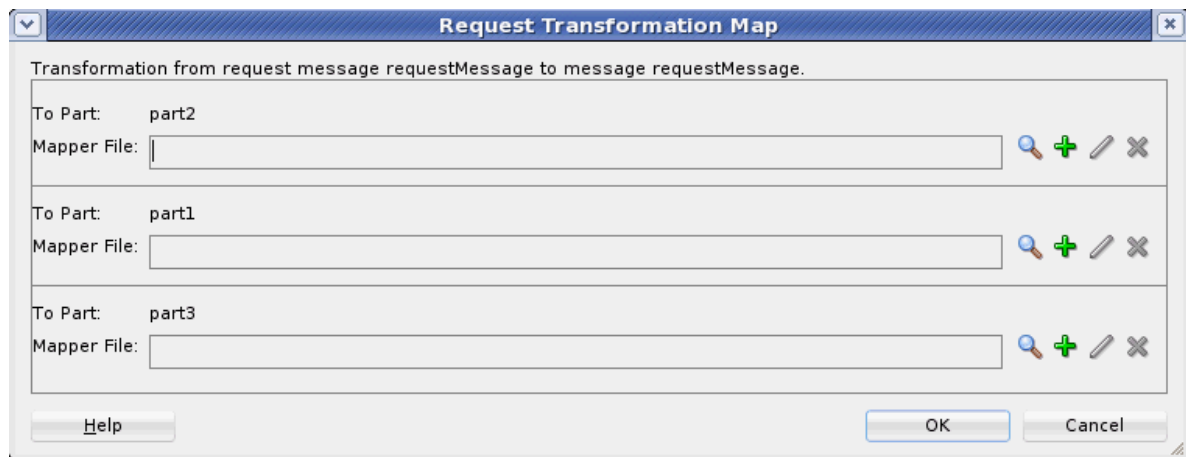 Request Transformation Map
Transformation from request message requestMessage to message requestMessage.
To Part: part2
Mapper File:
To Part: part1
Mapper File:
To Part: part3
Mapper File:
Help OK Cancel